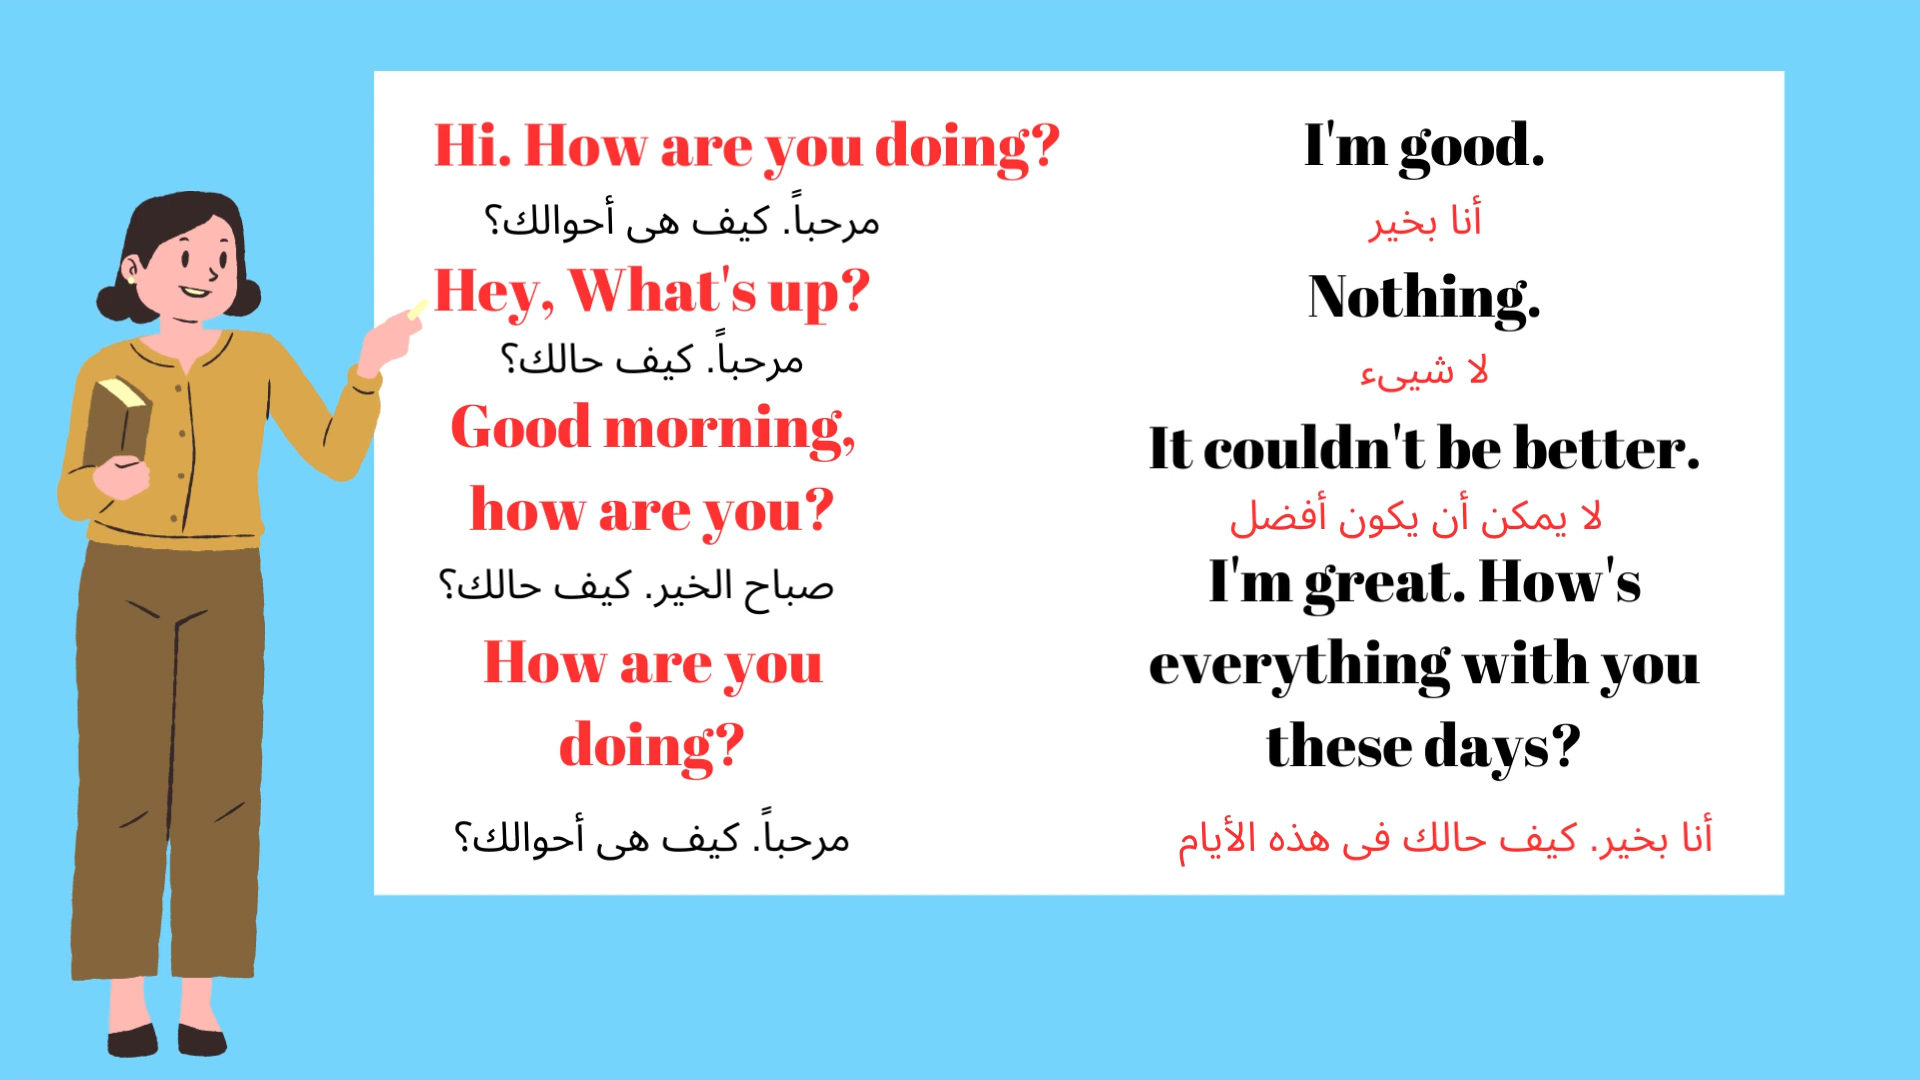 Hi. How are you doing?
مرحباً. كيف هى أحوالك؟
Hey, What's up?
مرحباً. كيف حالك؟
Good morning,
how are you?
صباح الخير. كيف حالك؟
How are you
doing?
مرحباً. كيف هى أحوالك؟
I'm good.
أنا بخير
Nothing.
لا شيىء
It couldn't be better.
لا يمكن أن يكون أفضل
I'm great. How's
everything with you
these days?
أنا بخير. كيف حالك فى هذه الأيام